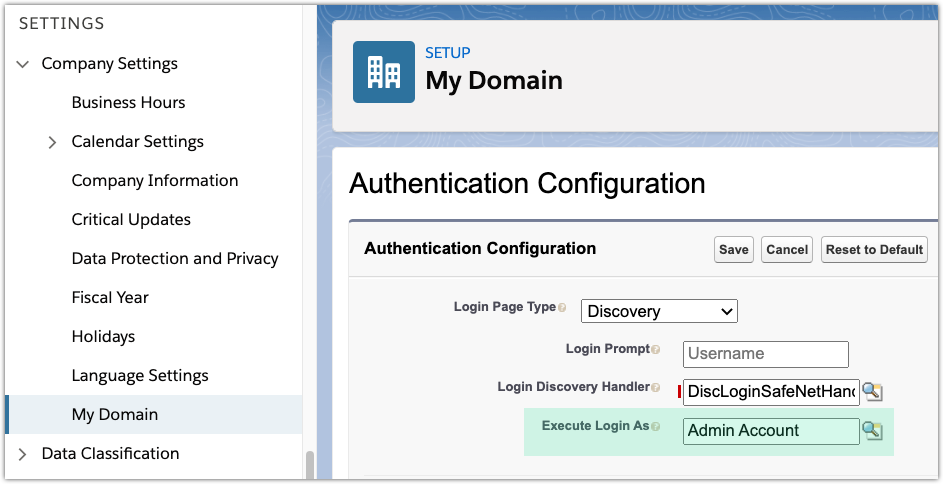 SETTINGS
Company Settings
Business Hours
Calendar Settings
Company Information
Critical Updates
Data Protection and Privacy
Fiscal Year
Holidays
Language Settings
My Domain
Data Classification
SETUP
My Domain
Authentication Configuration
Authentication Configuration Save Cancel Reset to Default
Login Page Type ? Discovery
Login Prompt ? Username
Login Discovery Handler ? DiscLoginSafeNetHand
Execute Login As ? Admin Account